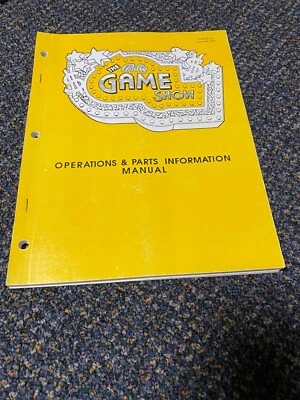 THE Bally
GAME
SHOW
OPERATIONS & PARTS INFORMATION
MANUAL